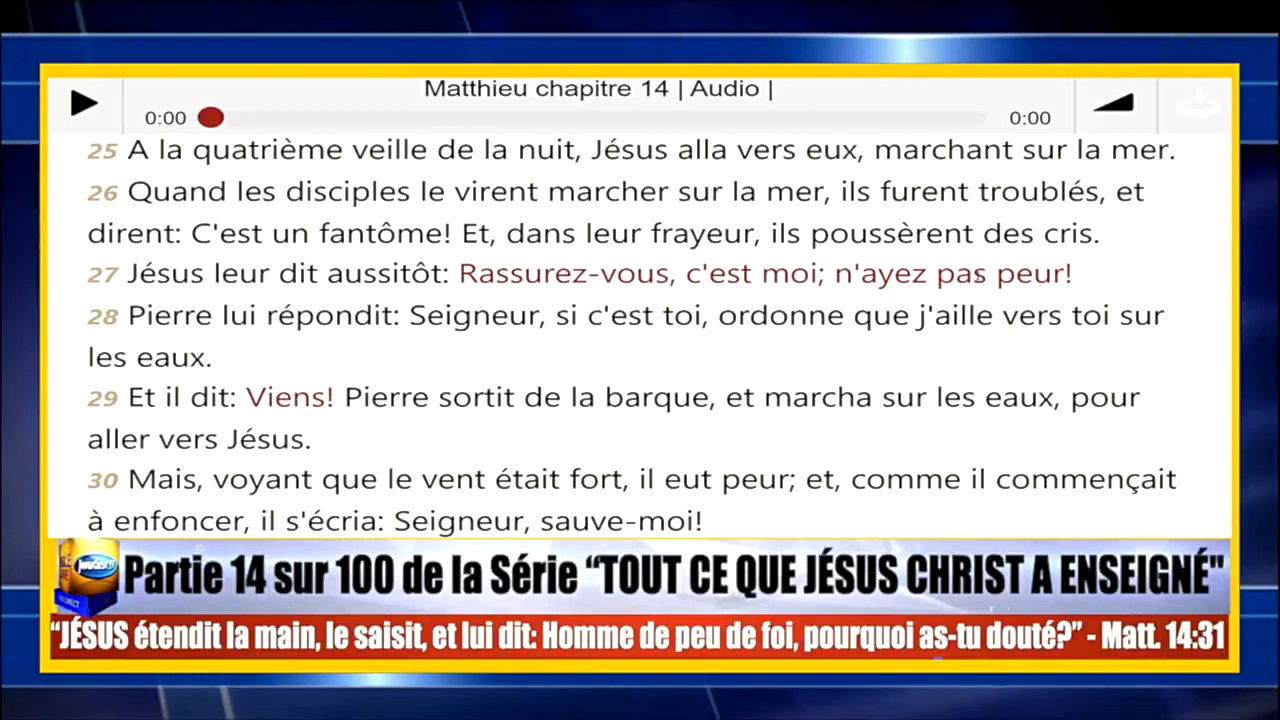 Matthieu chapitre 14 | Audio |
0:00
0:00
25 A la quatrième veille de la nuit, Jésus alla vers eux, marchant sur la mer.
26 Quand les disciples le virent marcher sur la mer, ils furent troublés, et
dirent: C'est un fantôme! Et, dans leur frayeur, ils poussèrent des cris.
27 Jésus leur dit aussitôt: Rassurez-vous, c'est moi; n'ayez pas peur!
28 Pierre lui répondit: Seigneur, si c'est toi, ordonne que j'aille vers toi sur
les eaux.
29 Et il dit: Viens! Pierre sortit de la barque, et marcha sur les eaux, pour
aller vers Jésus.
30 Mais, voyant que le vent était fort, il eut peur; et, comme il commençait
à enfoncer, il s'écria: Seigneur, sauve-moi!
Partie 14 sur 100 de la Série “TOUT CE QUE JÉSUS CHRIST A ENSEIGNÉ"
“JÉSUS étendit la main, le saisit, et lui dit: Homme de peu de foi, pourquoi as-tu douté?” - Matt. 14:31